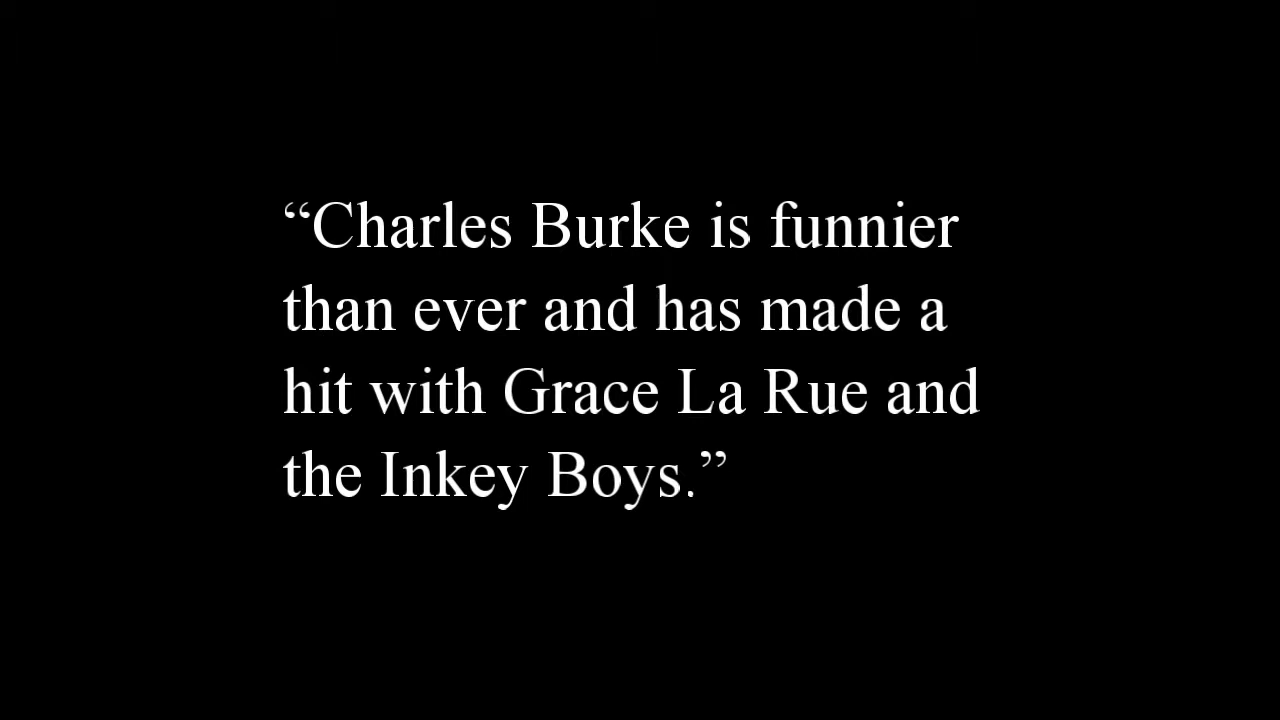 “Charles Burke is funnier
than ever and has made a
hit with Grace La Rue and
the Inkey Boys.”